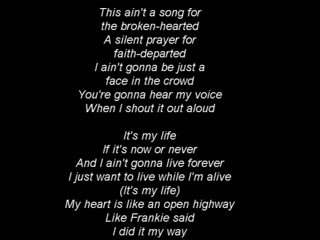 This ain't a song for
the broken-hearted
A silent prayer for
faith-departed
I ain't gonna be just a
face in the crowd
You're gonna hear my voice
When I shout it out aloud
It's my life
If it's now or never
And I ain't gonna live forever
I just want to live while I'm alive
(It's my life)
My heart is like an open highway
Like Frankie said
I did it my way